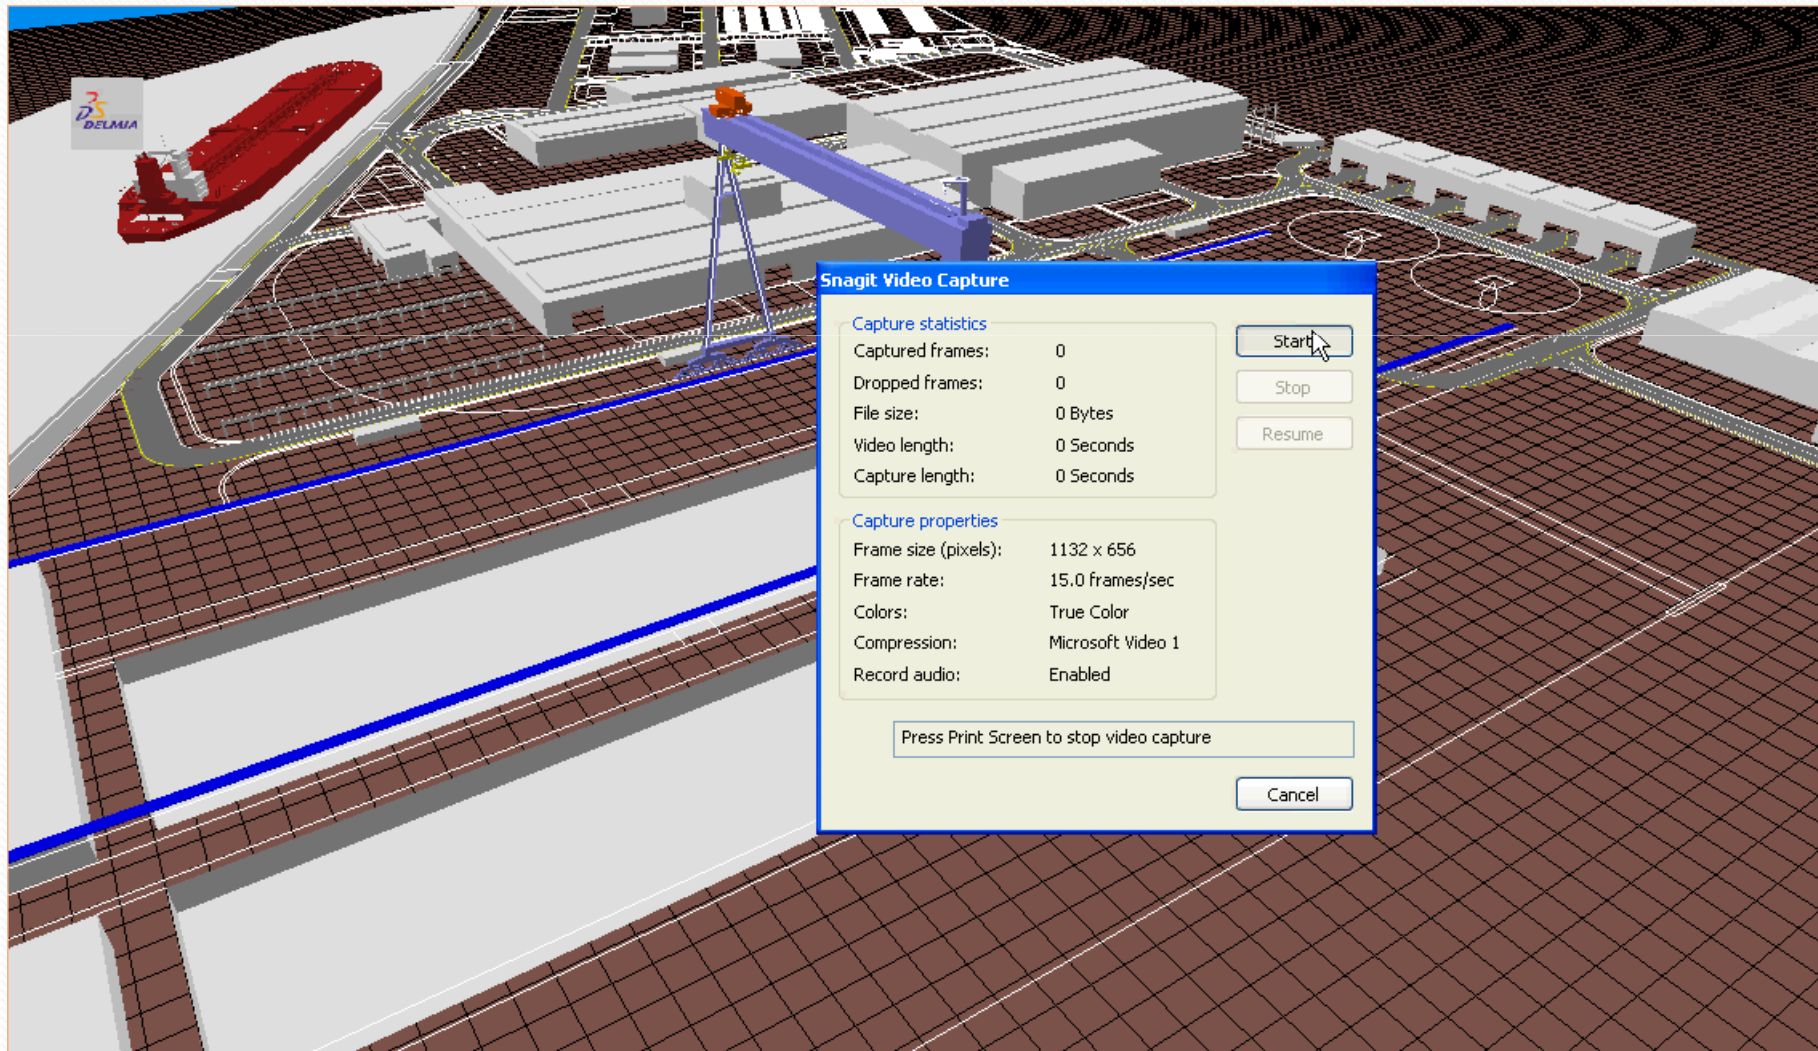 DS
DELMIA
Snagit Video Capture
Capture statistics
Captured frames: 0
Dropped frames: 0
File size: 0 Bytes
Video length: 0 Seconds
Capture length: 0 Seconds
Start
Stop
Resume
Capture properties
Frame size (pixels): 1132 x 656
Frame rate: 15.0 frames/sec
Colors: True Color
Compression: Microsoft Video 1
Record audio: Enabled
Press Print Screen to stop video capture
Cancel